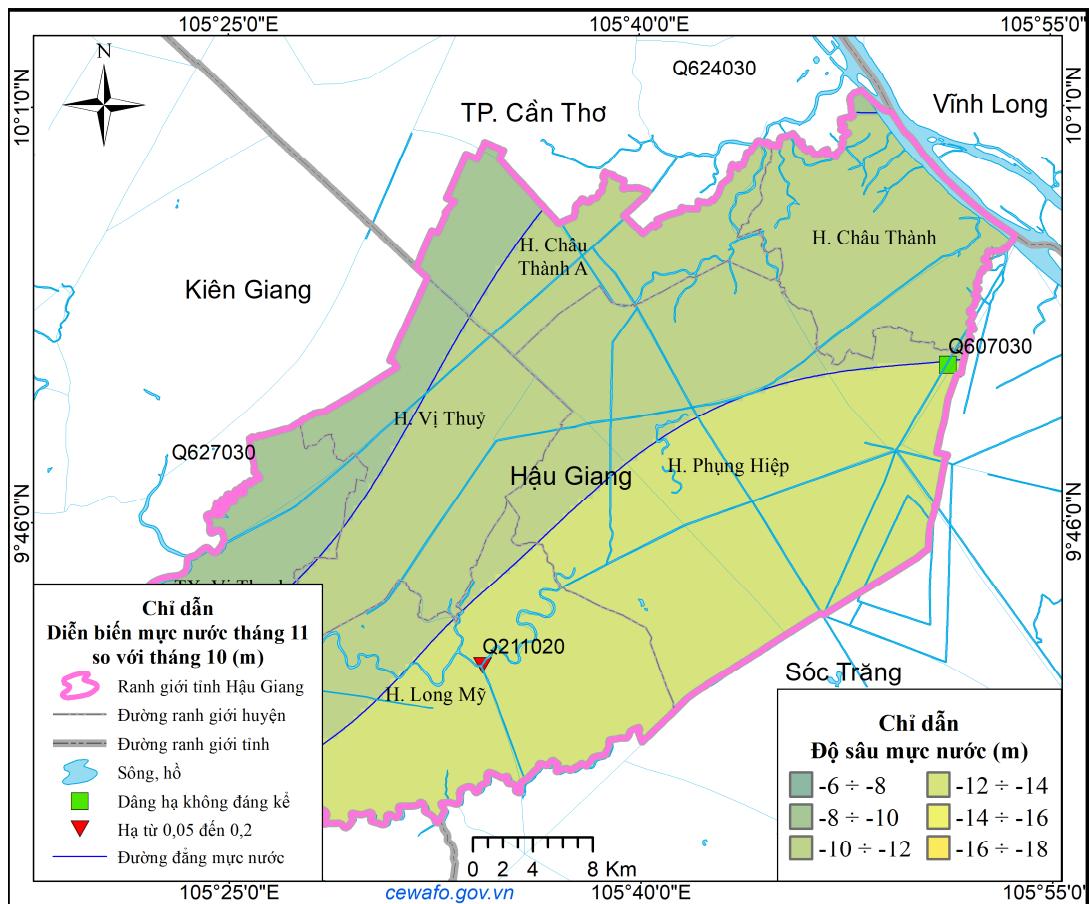 105°25'0"E
105°40'0"E
105°55'0"E
N
Q624030
10°1'0"N
TP. Cần Thơ
Vĩnh Long
10°1'0"N
H. Châu
Thành A
H. Châu Thành
Kiên Giang
Q607030
H. Vị Thuỷ
Q627030
H. Phụng Hiệp
Hậu Giang
9°46'0"N
9°46'0"N
Q211020
Sóc Trăng
H. Long Mỹ
Chỉ dẫn
Diễn biến mực nước tháng 11
so với tháng 10 (m)
Ranh giới tỉnh Hậu Giang
Đường ranh giới huyện
Đường ranh giới tỉnh
Sông, hồ
Dâng hạ không đáng kể
Hạ từ 0,05 đến 0,2
Đường đẳng mực nước
Chỉ dẫn
Độ sâu mực nước (m)
-6 ÷ -8
-12 ÷ -14
-8 ÷ -10
-14 ÷ -16
-10 ÷ -12
-16 ÷ -18
0 2 4 8 Km
105°25'0"E
cewafo.gov.vn
105°40'0"E
105°55'0"E